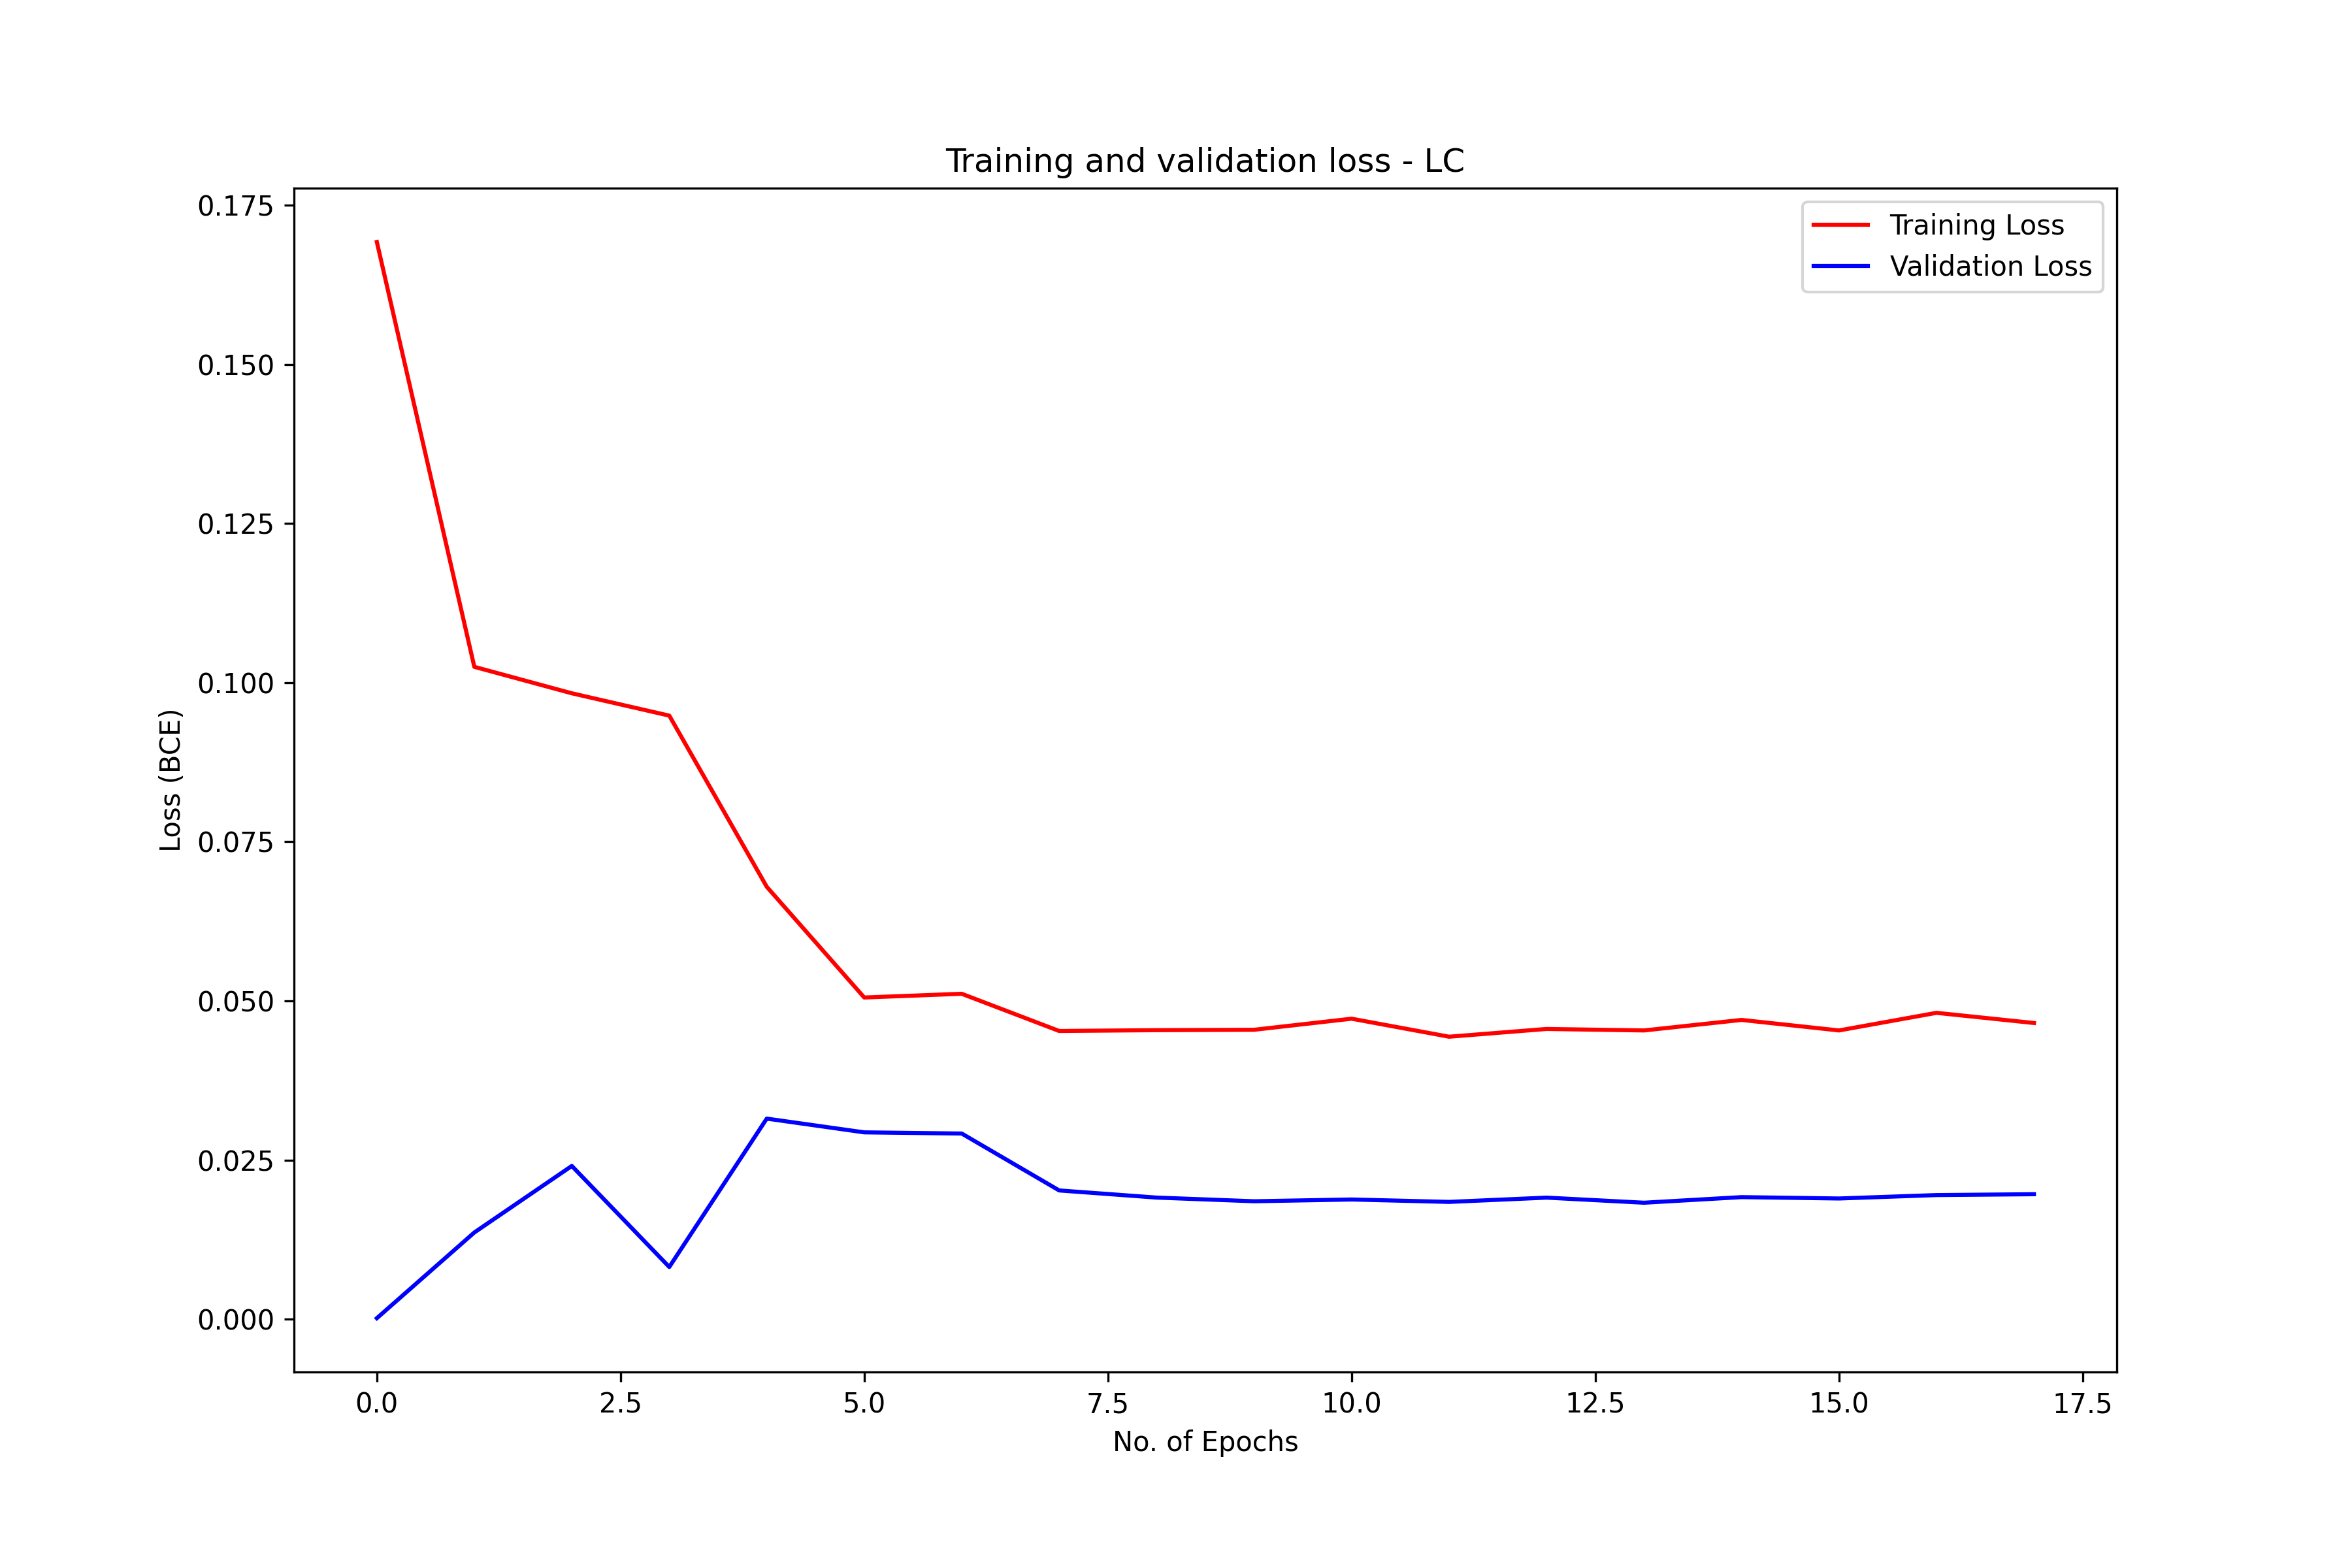 Training and validation loss - LC
Training Loss
Validation Loss
0.175
0.150
0.125
0.100
0.075
0.050
0.025
0.000
Loss (BCE)
0.0 2.5 5.0 7.5 10.0 12.5 15.0 17.5
No. of Epochs